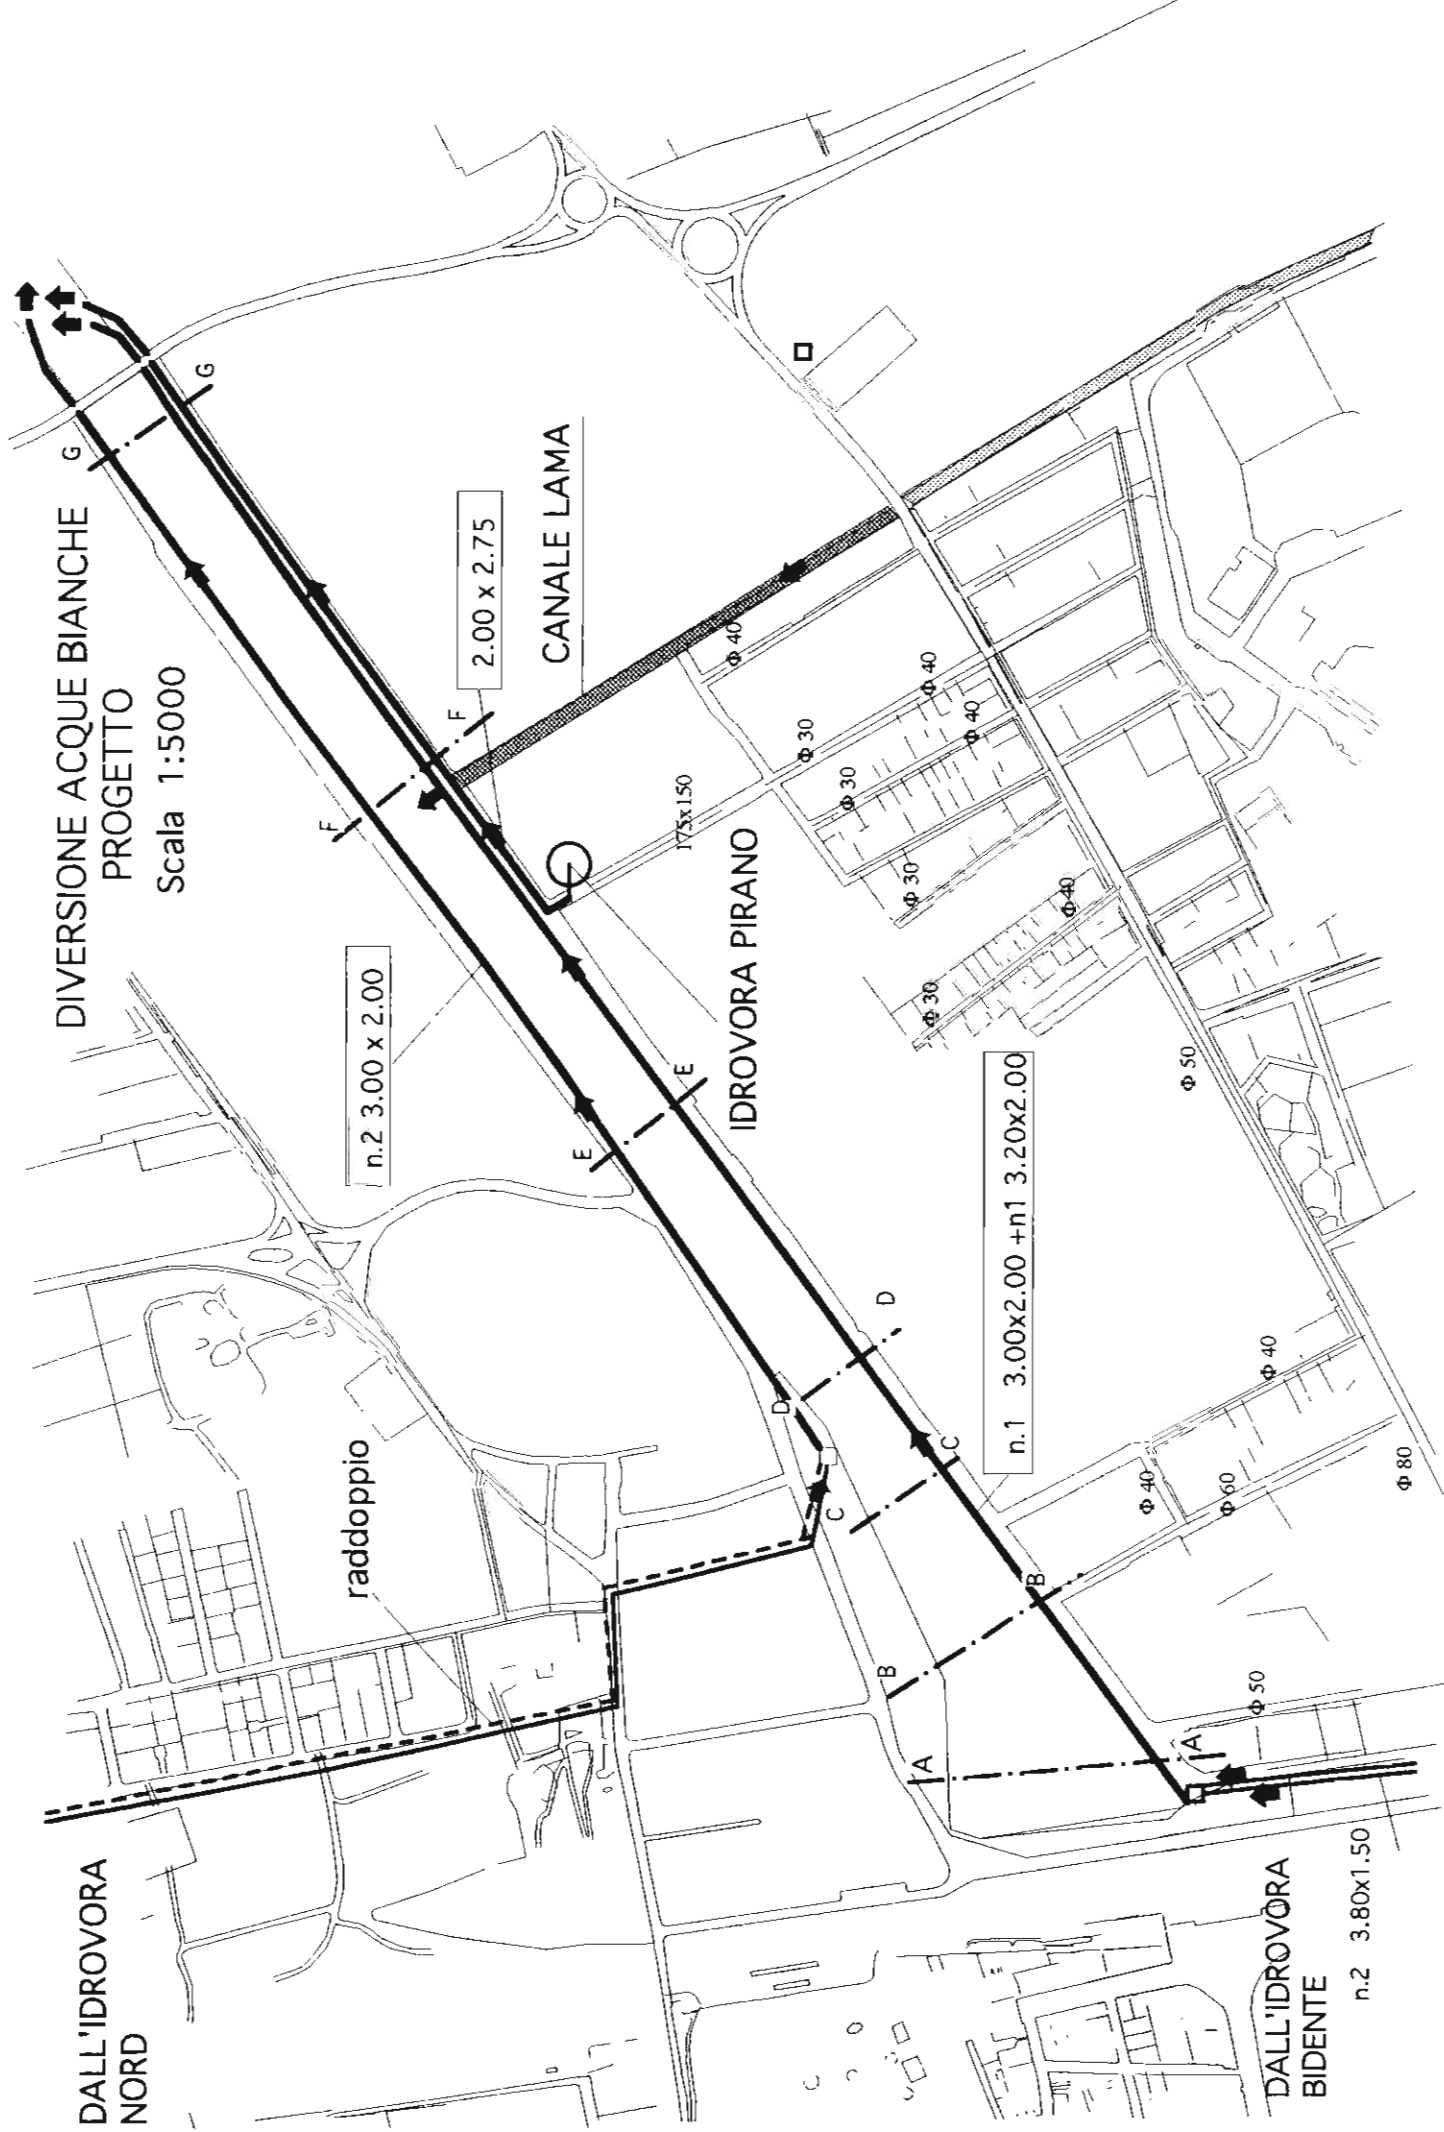 DIVERSIONE ACQUE BIANCHE
PROGETTO
Scala 1:5000
DALL'IDROVORA
NORD
raddoppio
n.2 3.00 x 2.00
2.00 x 2.75
CANALE LAMA
IDROVORA PIRANO
175x150
n.1 3.00x2.00 +n1 3.20x2.00
DALL'IDROVORA
BIDENTE
n.2 3.80x1.50
A
A
B
B
C
C
D
D
E
E
F
F
G
G
Φ 40
Φ 40
Φ 40
Φ 30
Φ 30
Φ 30
Φ 40
Φ 30
Φ 50
Φ 40
Φ 40
Φ 60
Φ 80
Φ 50